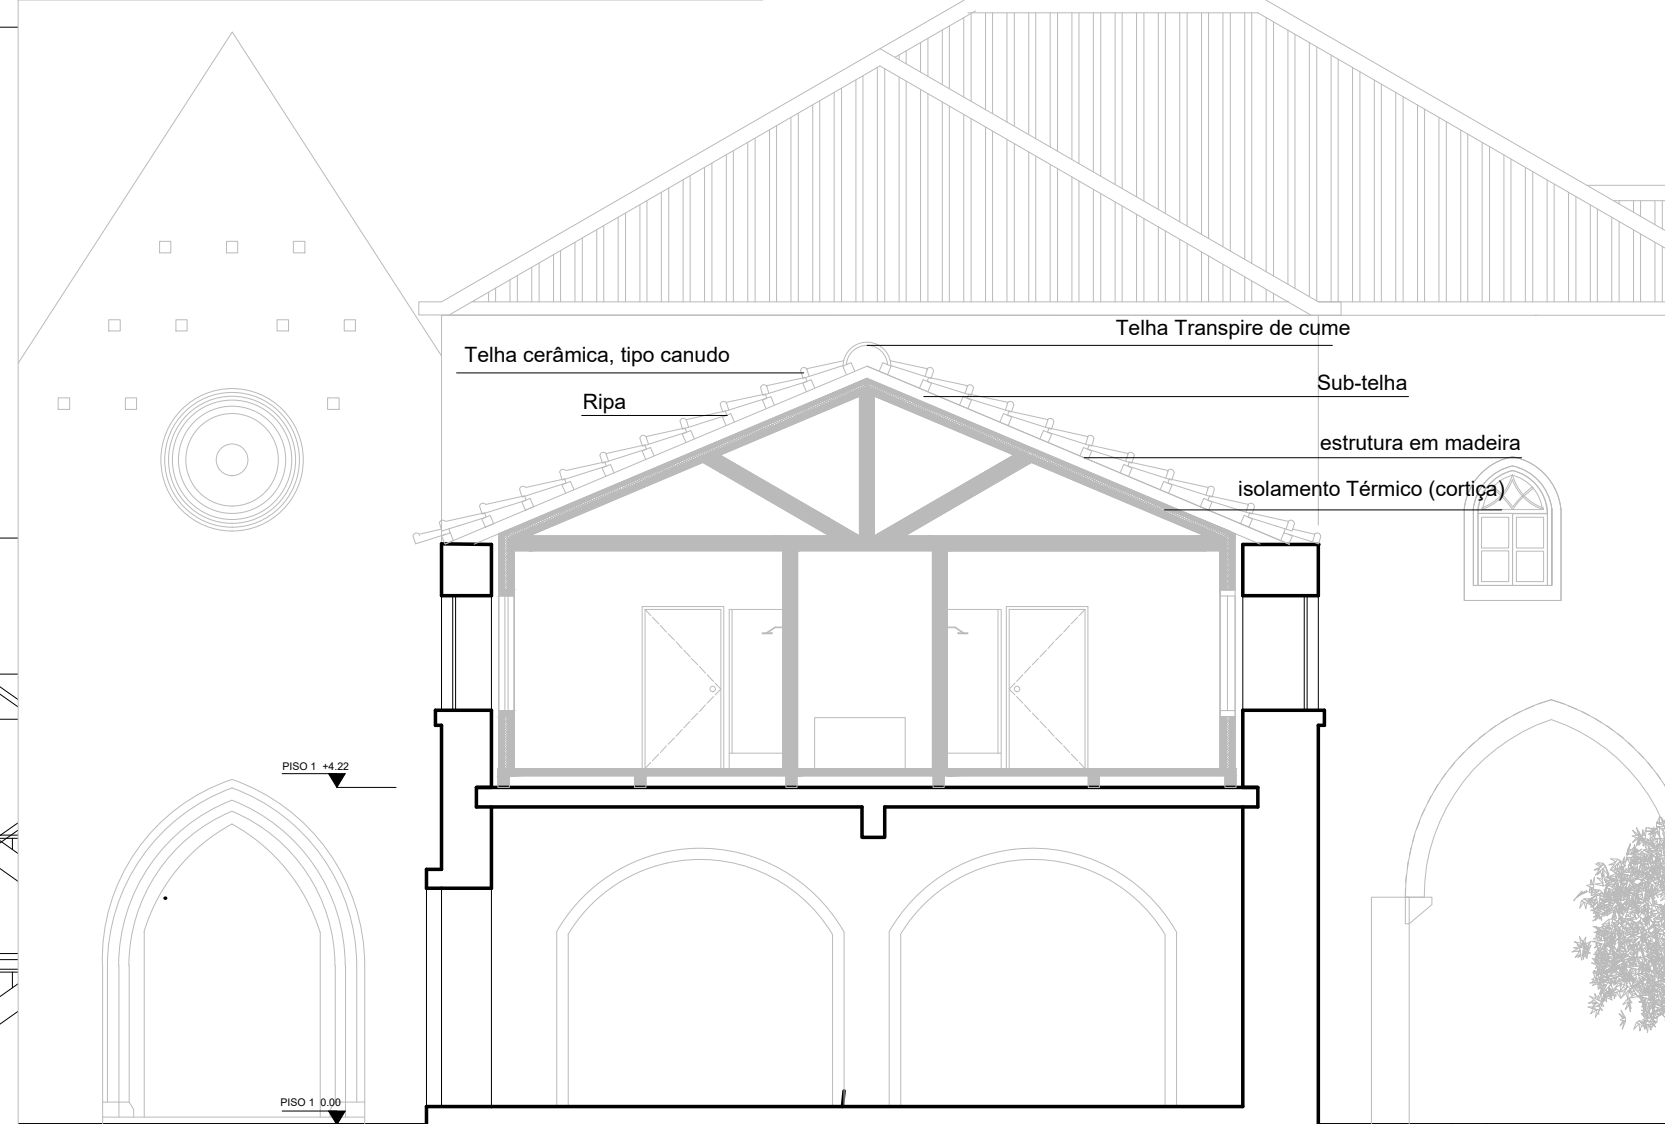 Telha Transpire de cume
Telha cerâmica, tipo canudo
Sub-telha
Ripa
estrutura em madeira
isolamento Térmico (cortiça)
PISO 1 +4.22
PISO 1 0.00